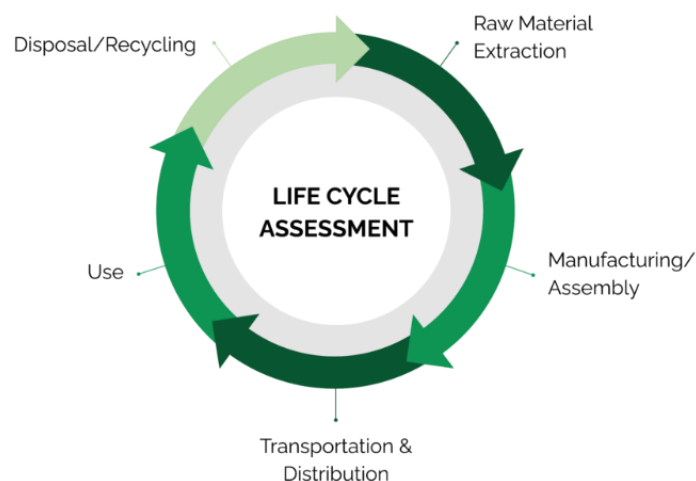 Disposal/Recycling
Raw Material
Extraction
LIFE CYCLE
ASSESSMENT
Use
Manufacturing/
Assembly
Transportation &
Distribution